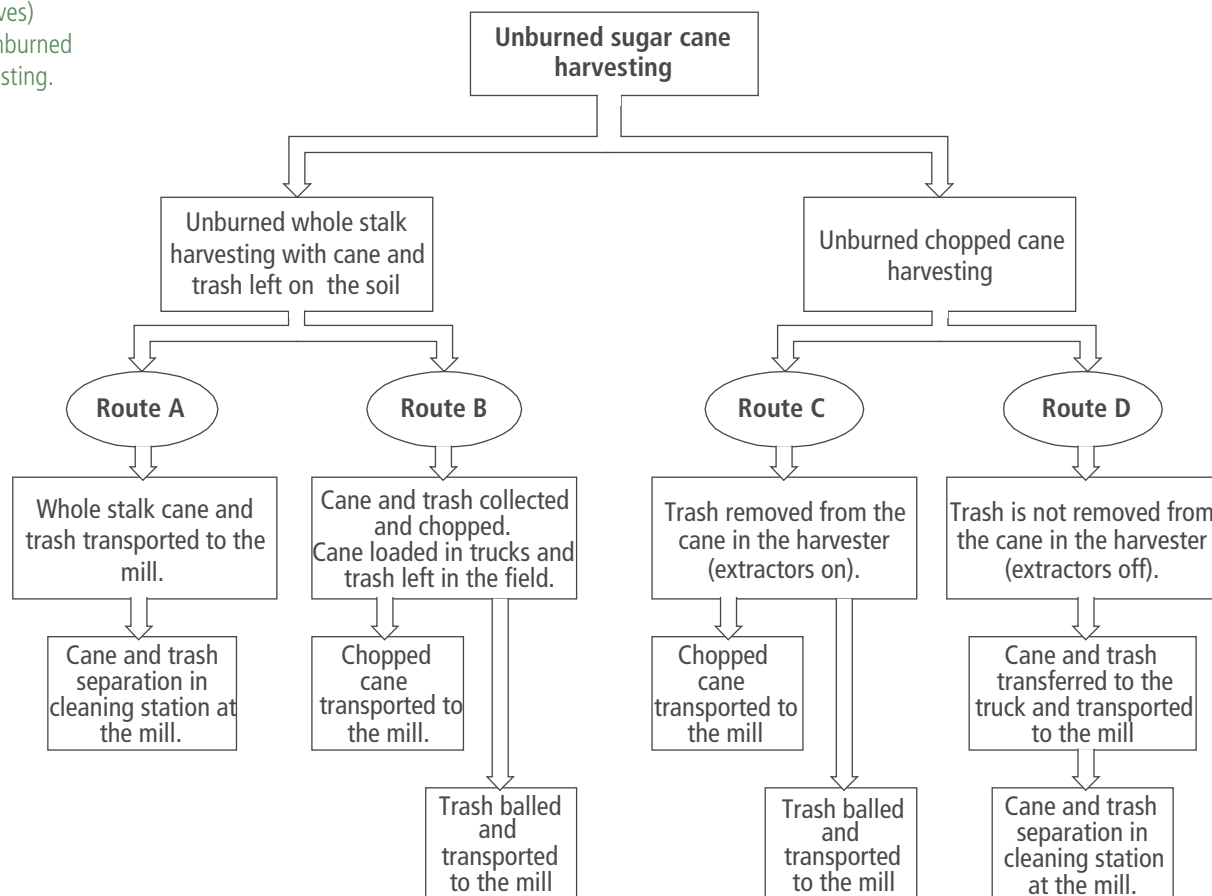 ves)
nburned
sting.
Unburned sugar cane
harvesting
Unburned whole stalk
harvesting with cane and
trash left on the soil
Unburned chopped cane
harvesting
Route A
Route B
Route C
Route D
Whole stalk cane and
trash transported to the
mill.
Cane and trash collected
and chopped.
Cane loaded in trucks and
trash left in the field.
Trash removed from the
cane in the harvester
(extractors on).
Trash is not removed from
the cane in the harvester
(extractors off).
Cane and trash
separation in
cleaning station at
the mill.
Chopped
cane
transported to
the mill.
Chopped
cane
transported to
the mill
Cane and trash
transferred to the
truck and transported
to the mill
Trash balled
and
transported
to the mill
Trash balled
and
transported
to the mill
Cane and trash
separation in
cleaning station
at the mill.